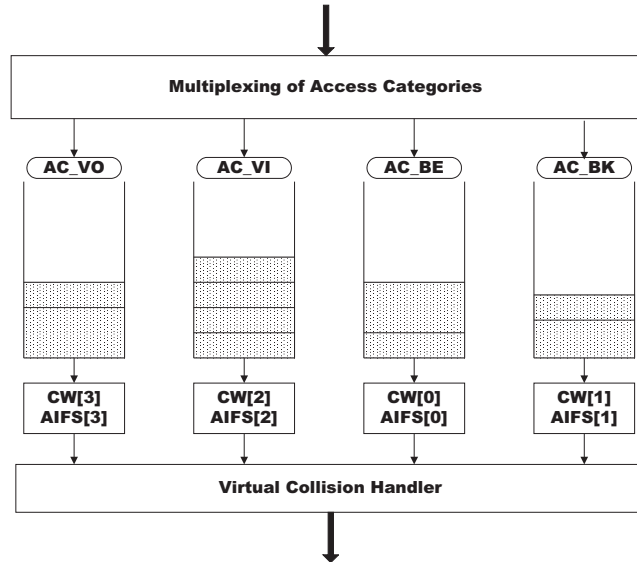 Multiplexing of Access Categories
AC_VO
AC_VI
AC_BE
AC_BK
CW[3]
AIFS[3]
CW[2]
AIFS[2]
CW[0]
AIFS[0]
CW[1]
AIFS[1]
Virtual Collision Handler